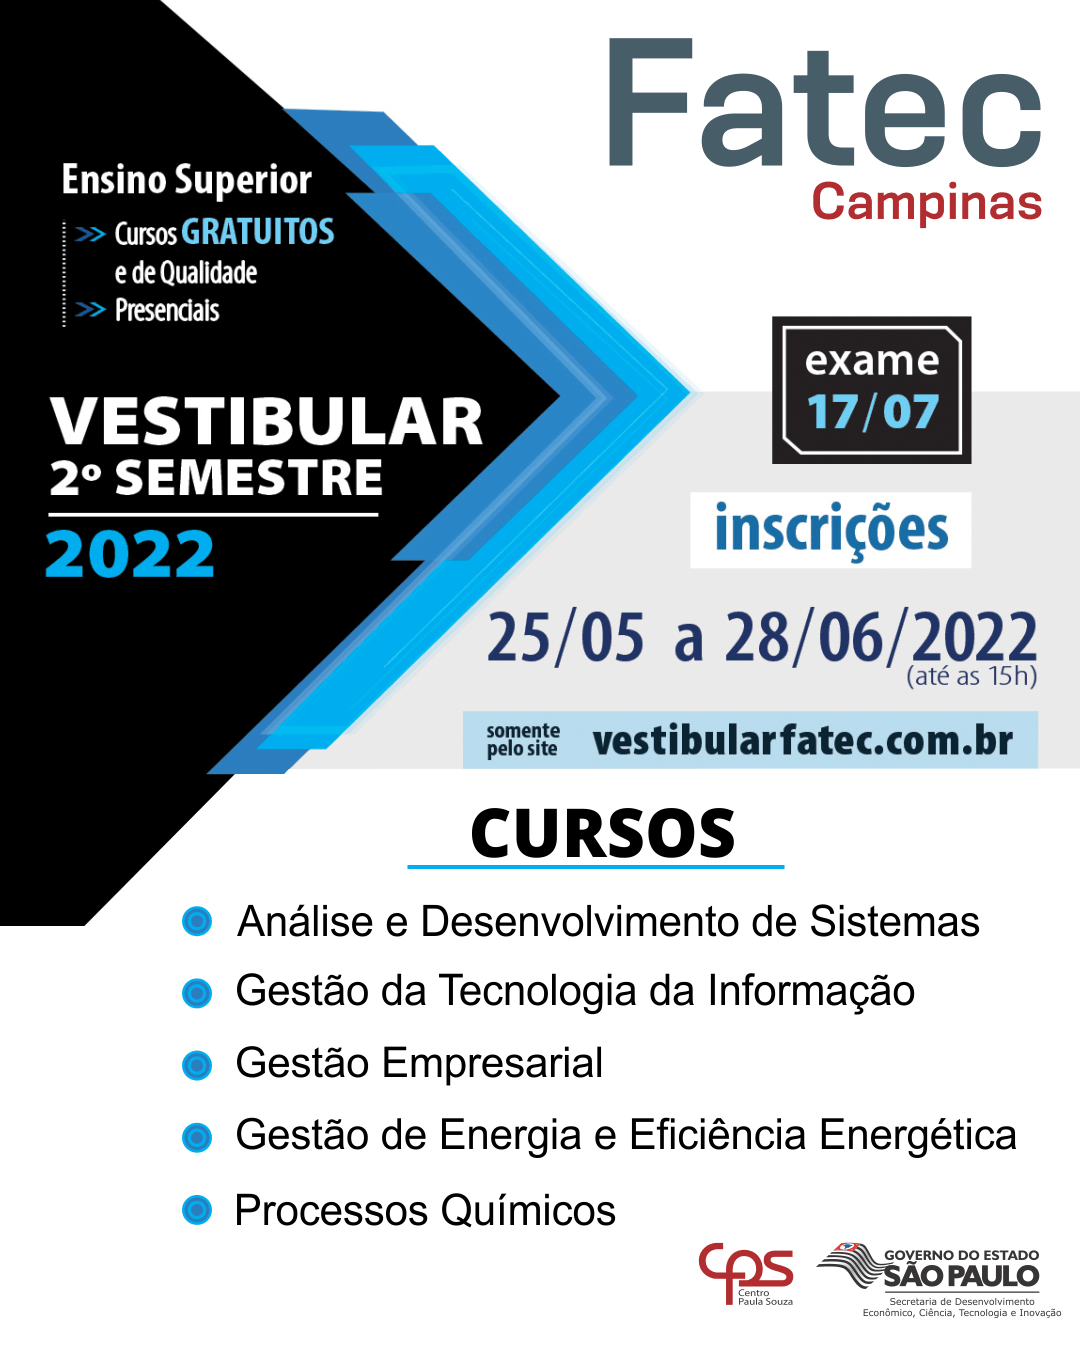 Fatec
Campinas
Ensino Superior
Cursos GRATUITOS
e de Qualidade
Presenciais
VESTIBULAR
2º SEMESTRE
2022
exame
17/07
inscrições
25/05 a 28/06/2022
(até as 15h)
somente
pelo site
vestibularfatec.com.br
CURSOS
Análise e Desenvolvimento de Sistemas
Gestão da Tecnologia da Informação
Gestão Empresarial
Gestão de Energia e Eficiência Energética
Processos Químicos
cps
Centro
Paula Souza
GOVERNO DO ESTADO
SÃO PAULO
Secretaria de Desenvolvimento
Econômico, Ciência, Tecnologia e Inovação